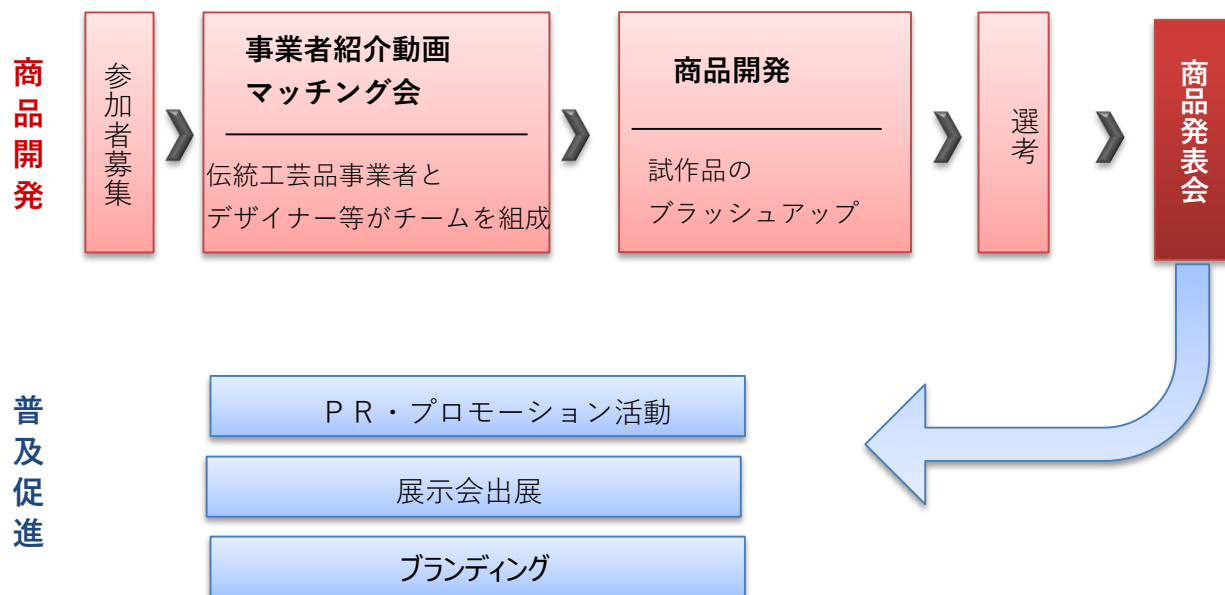 商品開発
参加者募集
事業者紹介動画
マッチング会
伝統工芸品事業者と
デザイナー等がチームを組成
商品開発
試作品の
ブラッシュアップ
選考
商品発表会
普及促進
ＰＲ・プロモーション活動
展示会出展
ブランディング